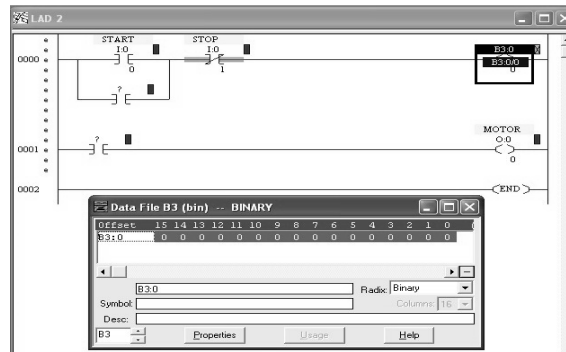 LAD 2
START
I:0
0
STOP
I:0
1
B3:0
B3:0/0
0
0000
?
0001
?
MOTOR
O:0
0
0002
END
Data File B3 (bin) -- BINARY
Offset 15 14 13 12 11 10 9 8 7 6 5 4 3 2 1 0
B3:0 0 0 0 0 0 0 0 0 0 0 0 0 0 0 0 0
B3:0
Radix: Binary
Symbol:
Columns: 16
Desc:
B3
Properties
Usage
Help